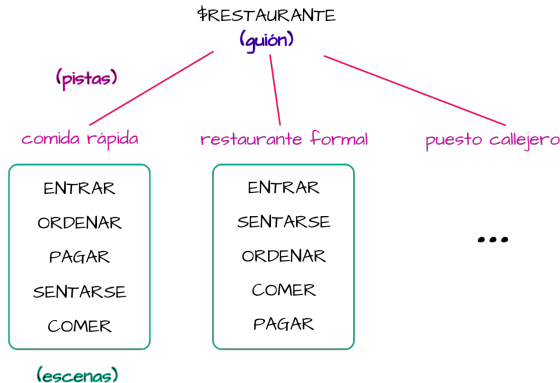 $RESTAURANTE
(guión)
(pistas)
comida rápida
restaurante formal
puesto callejero
ENTRAR
ORDENAR
PAGAR
SENTARSE
COMER
ENTRAR
SENTARSE
ORDENAR
COMER
PAGAR
...
(escenas)